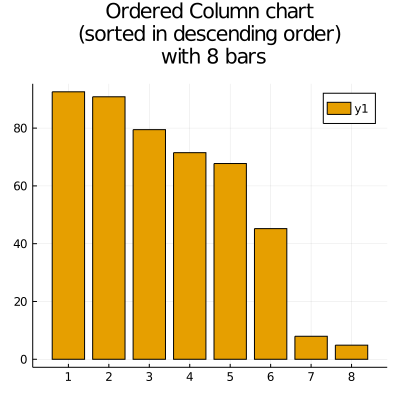 Ordered Column chart
(sorted in descending order)
with 8 bars
y1
80
60
40
20
0
1 2 3 4 5 6 7 8